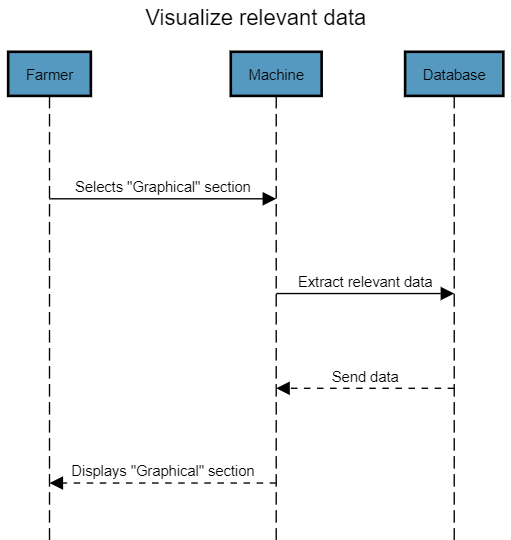 Visualize relevant data
Farmer
Machine
Database
Selects "Graphical" section
Extract relevant data
Send data
Displays "Graphical" section